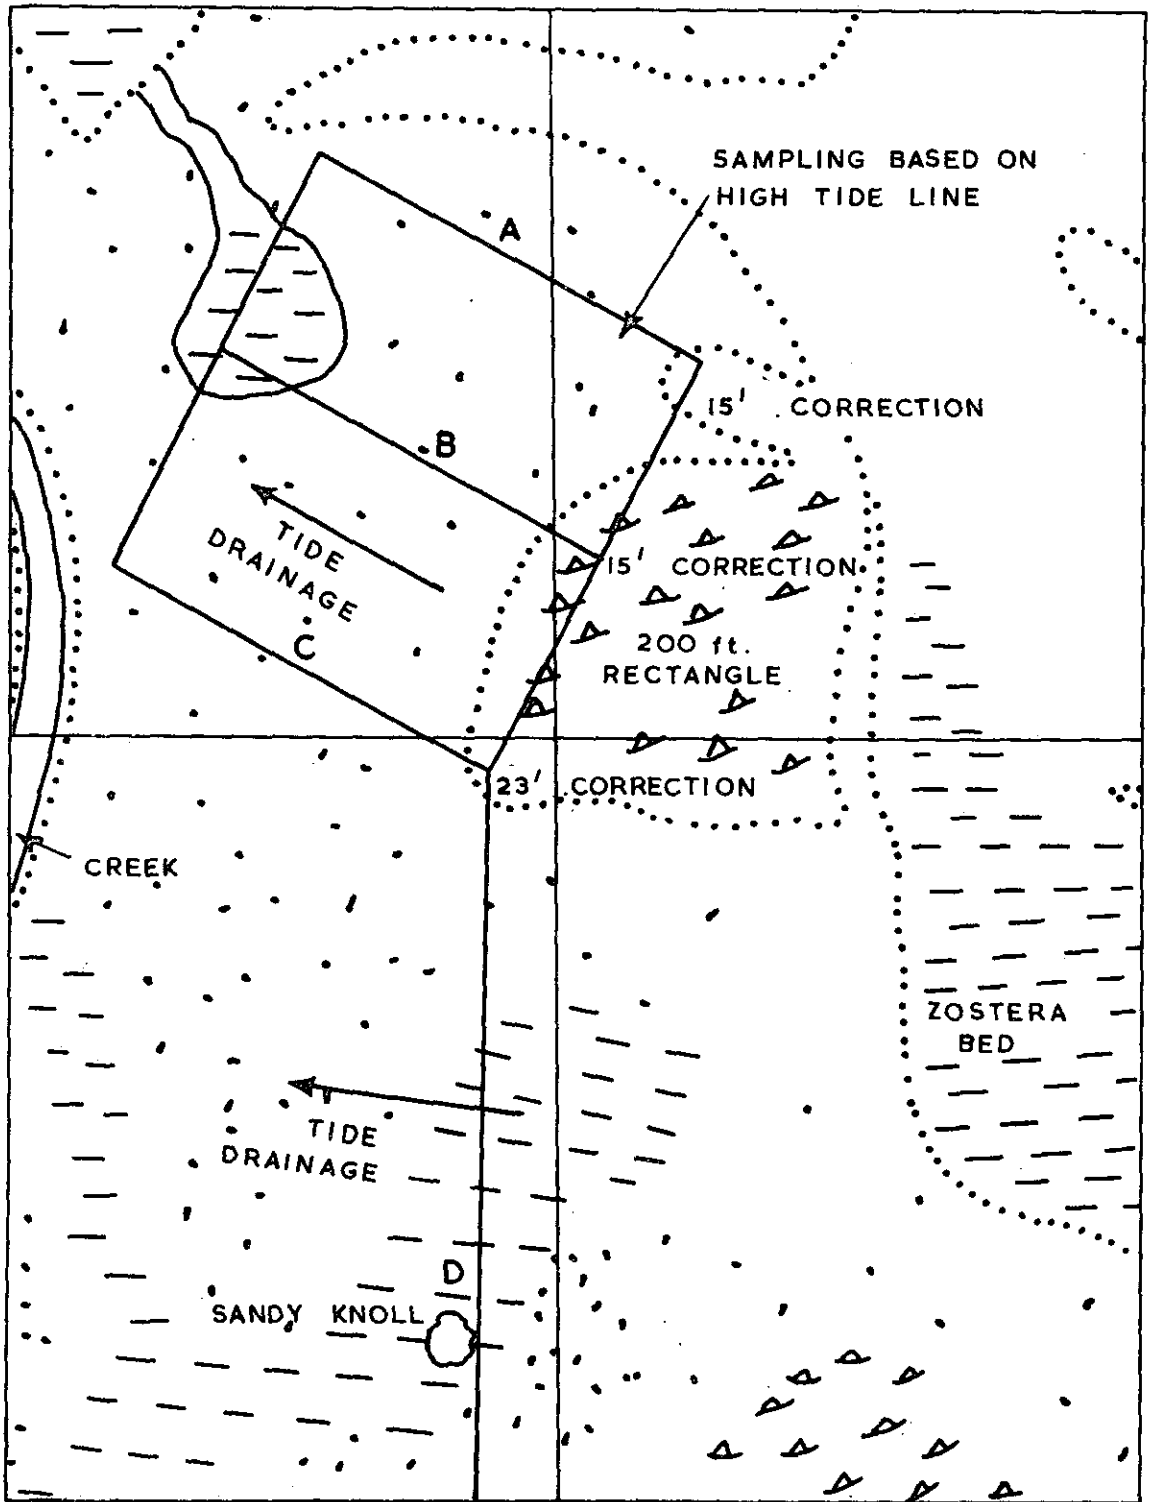 SAMPLING BASED ON
HIGH TIDE LINE
A
15' CORRECTION
B
TIDE
DRAINAGE
15' CORRECTION
C
200 ft.
RECTANGLE
23' CORRECTION
CREEK
ZOSTERA
BED
TIDE
DRAINAGE
D
SANDY KNOLL